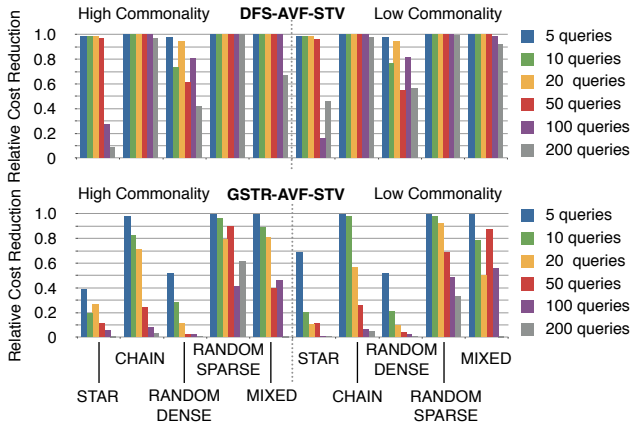 High Commonality DFS-AVF-STV Low Commonality
Relative Cost Reduction
1.0
0.8
0.6
0.4
0.2
0
5 queries
10 queries
20 queries
50 queries
100 queries
200 queries
High Commonality GSTR-AVF-STV Low Commonality
Relative Cost Reduction
1.0
0.8
0.6
0.4
0.2
0
5 queries
10 queries
20 queries
50 queries
100 queries
200 queries
STAR
CHAIN
RANDOM
DENSE
RANDOM
SPARSE
MIXED
STAR
CHAIN
RANDOM
DENSE
RANDOM
SPARSE
MIXED